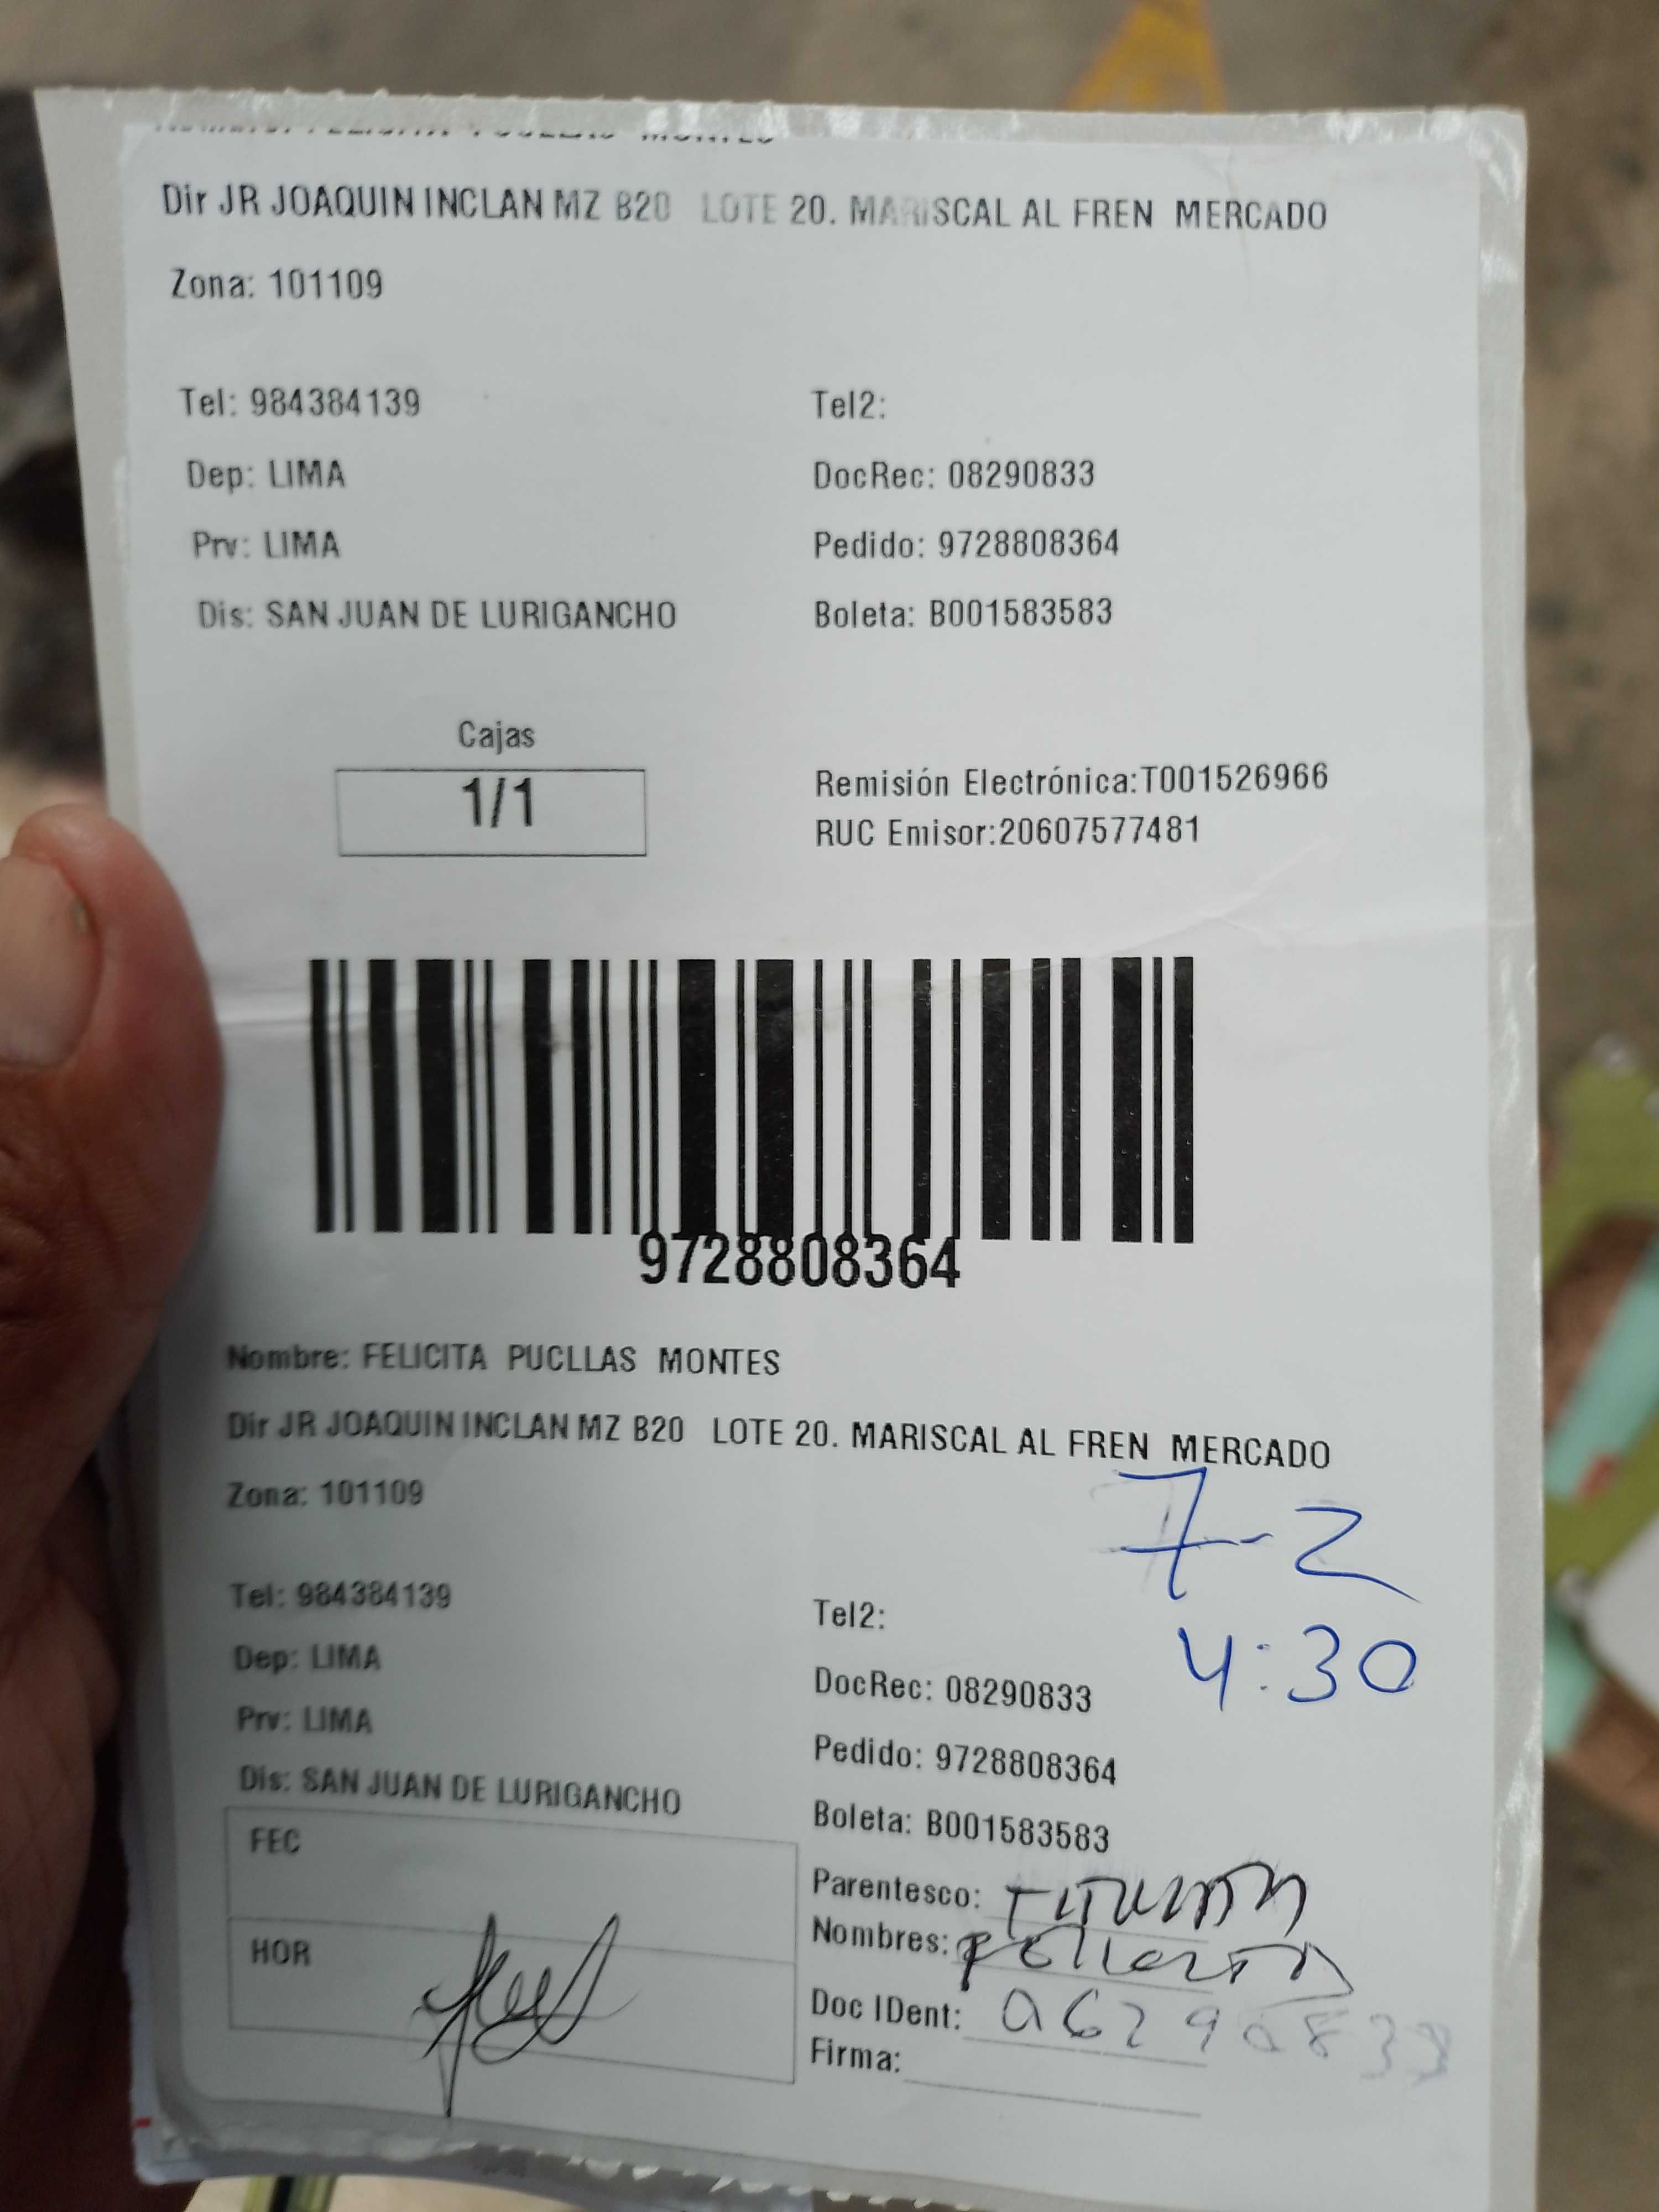 Dir JR JOAQUIN INCLAN MZ B20 LOTE 20. MARISCAL AL FREN MERCADO
Zona: 101109
Tel: 984384139 Tel2:
Dep: LIMA DocRec: 08290833
Prv: LIMA Pedido: 9728808364
Dis: SAN JUAN DE LURIGANCHO Boleta: B001583583
Cajas
1/1
Remisión Electrónica:T001526966
RUC Emisor:20607577481
9728808364
Nombre: FELICITA PUCLLAS MONTES
Dir JR JOAQUIN INCLAN MZ B20 LOTE 20. MARISCAL AL FREN MERCADO
Zona: 101109
7-2
4:30
Tel: 984384139 Tel2:
Dep: LIMA DocRec: 08290833
Prv: LIMA Pedido: 9728808364
Dis: SAN JUAN DE LURIGANCHO Boleta: B001583583
FEC
HOR
Parentesco:
Nombres:
Doc IDent:
Firma: